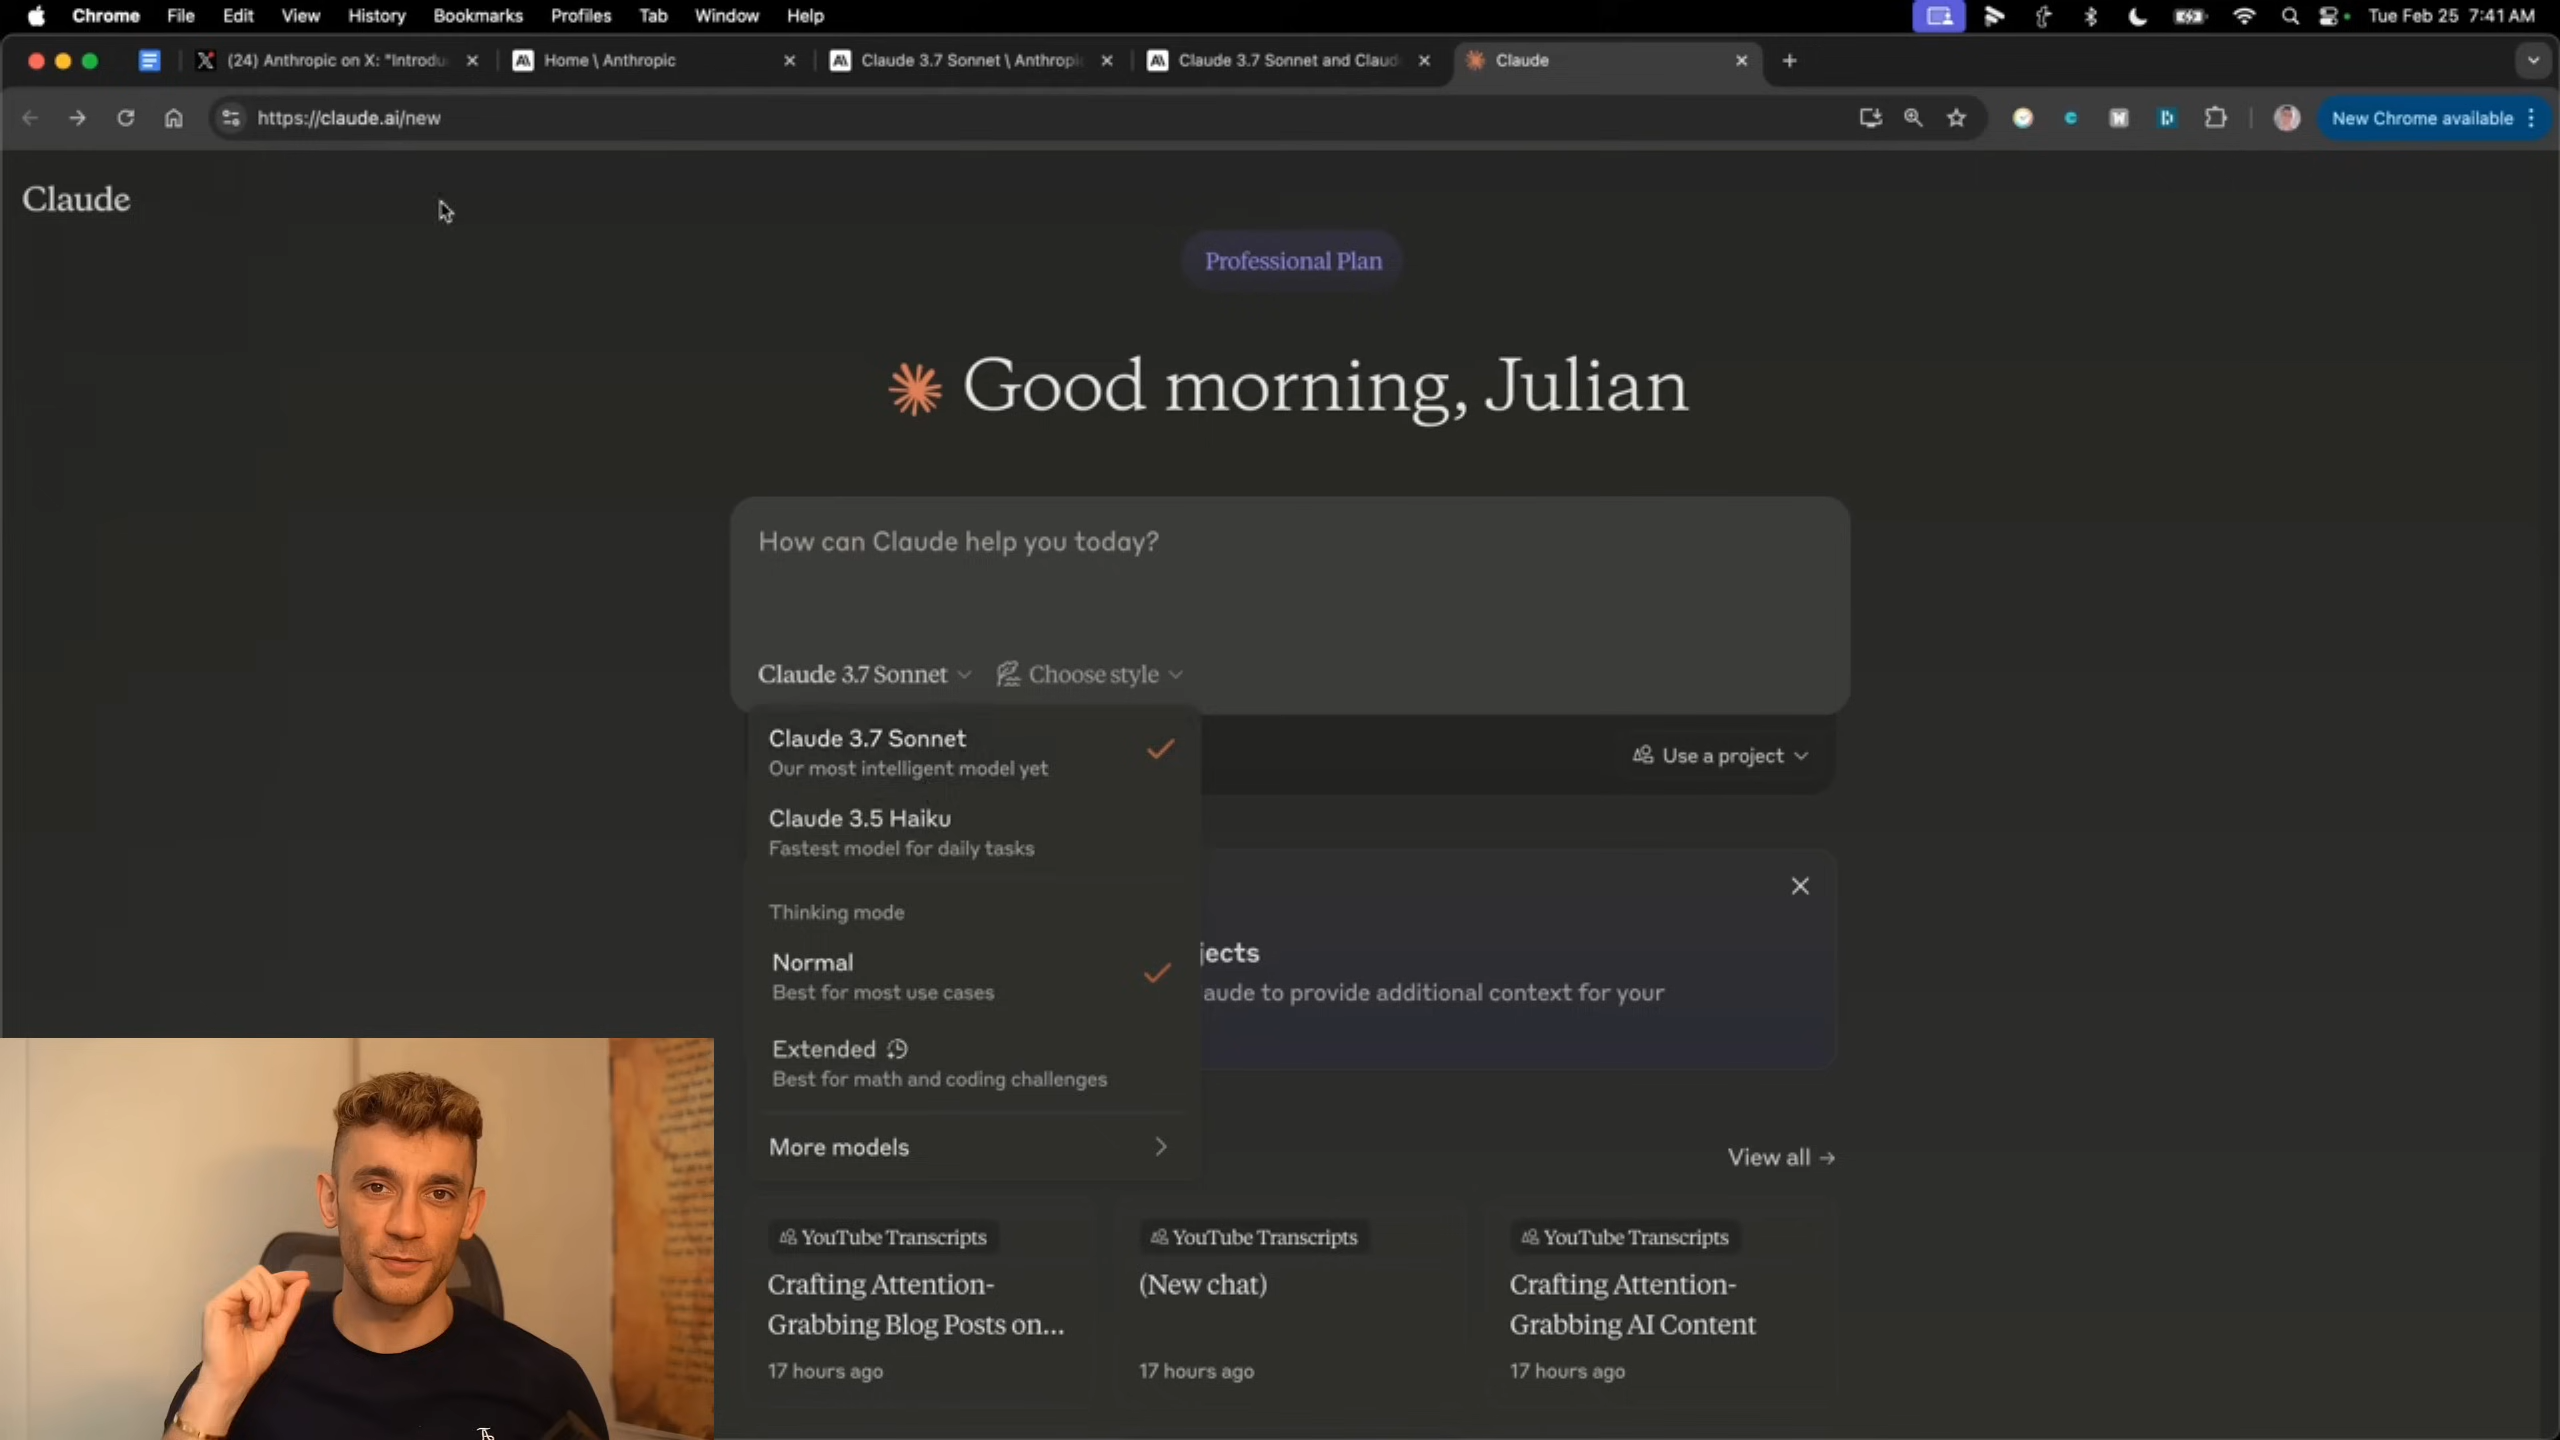 Chrome File Edit View History Bookmarks Profiles Tab Window Help Tue Feb 25 7:41 AM
(24) Anthropic on X: "Introdu
Home \ Anthropic
Claude 3.7 Sonnet \ Anthropi
Claude 3.7 Sonnet and Claud
Claude
https://claude.ai/new
New Chrome available
Claude
Professional Plan
Good morning, Julian
How can Claude help you today?
Claude 3.7 Sonnet
Choose style
Claude 3.7 Sonnet
Our most intelligent model yet
Use a project
Claude 3.5 Haiku
Fastest model for daily tasks
Thinking mode
Normal
Best for most use cases
jects
aude to provide additional context for your
Extended
Best for math and coding challenges
More models
View all →
YouTube Transcripts
Crafting Attention-
Grabbing Blog Posts on...
17 hours ago
YouTube Transcripts
(New chat)
17 hours ago
YouTube Transcripts
Crafting Attention-
Grabbing AI Content
17 hours ago